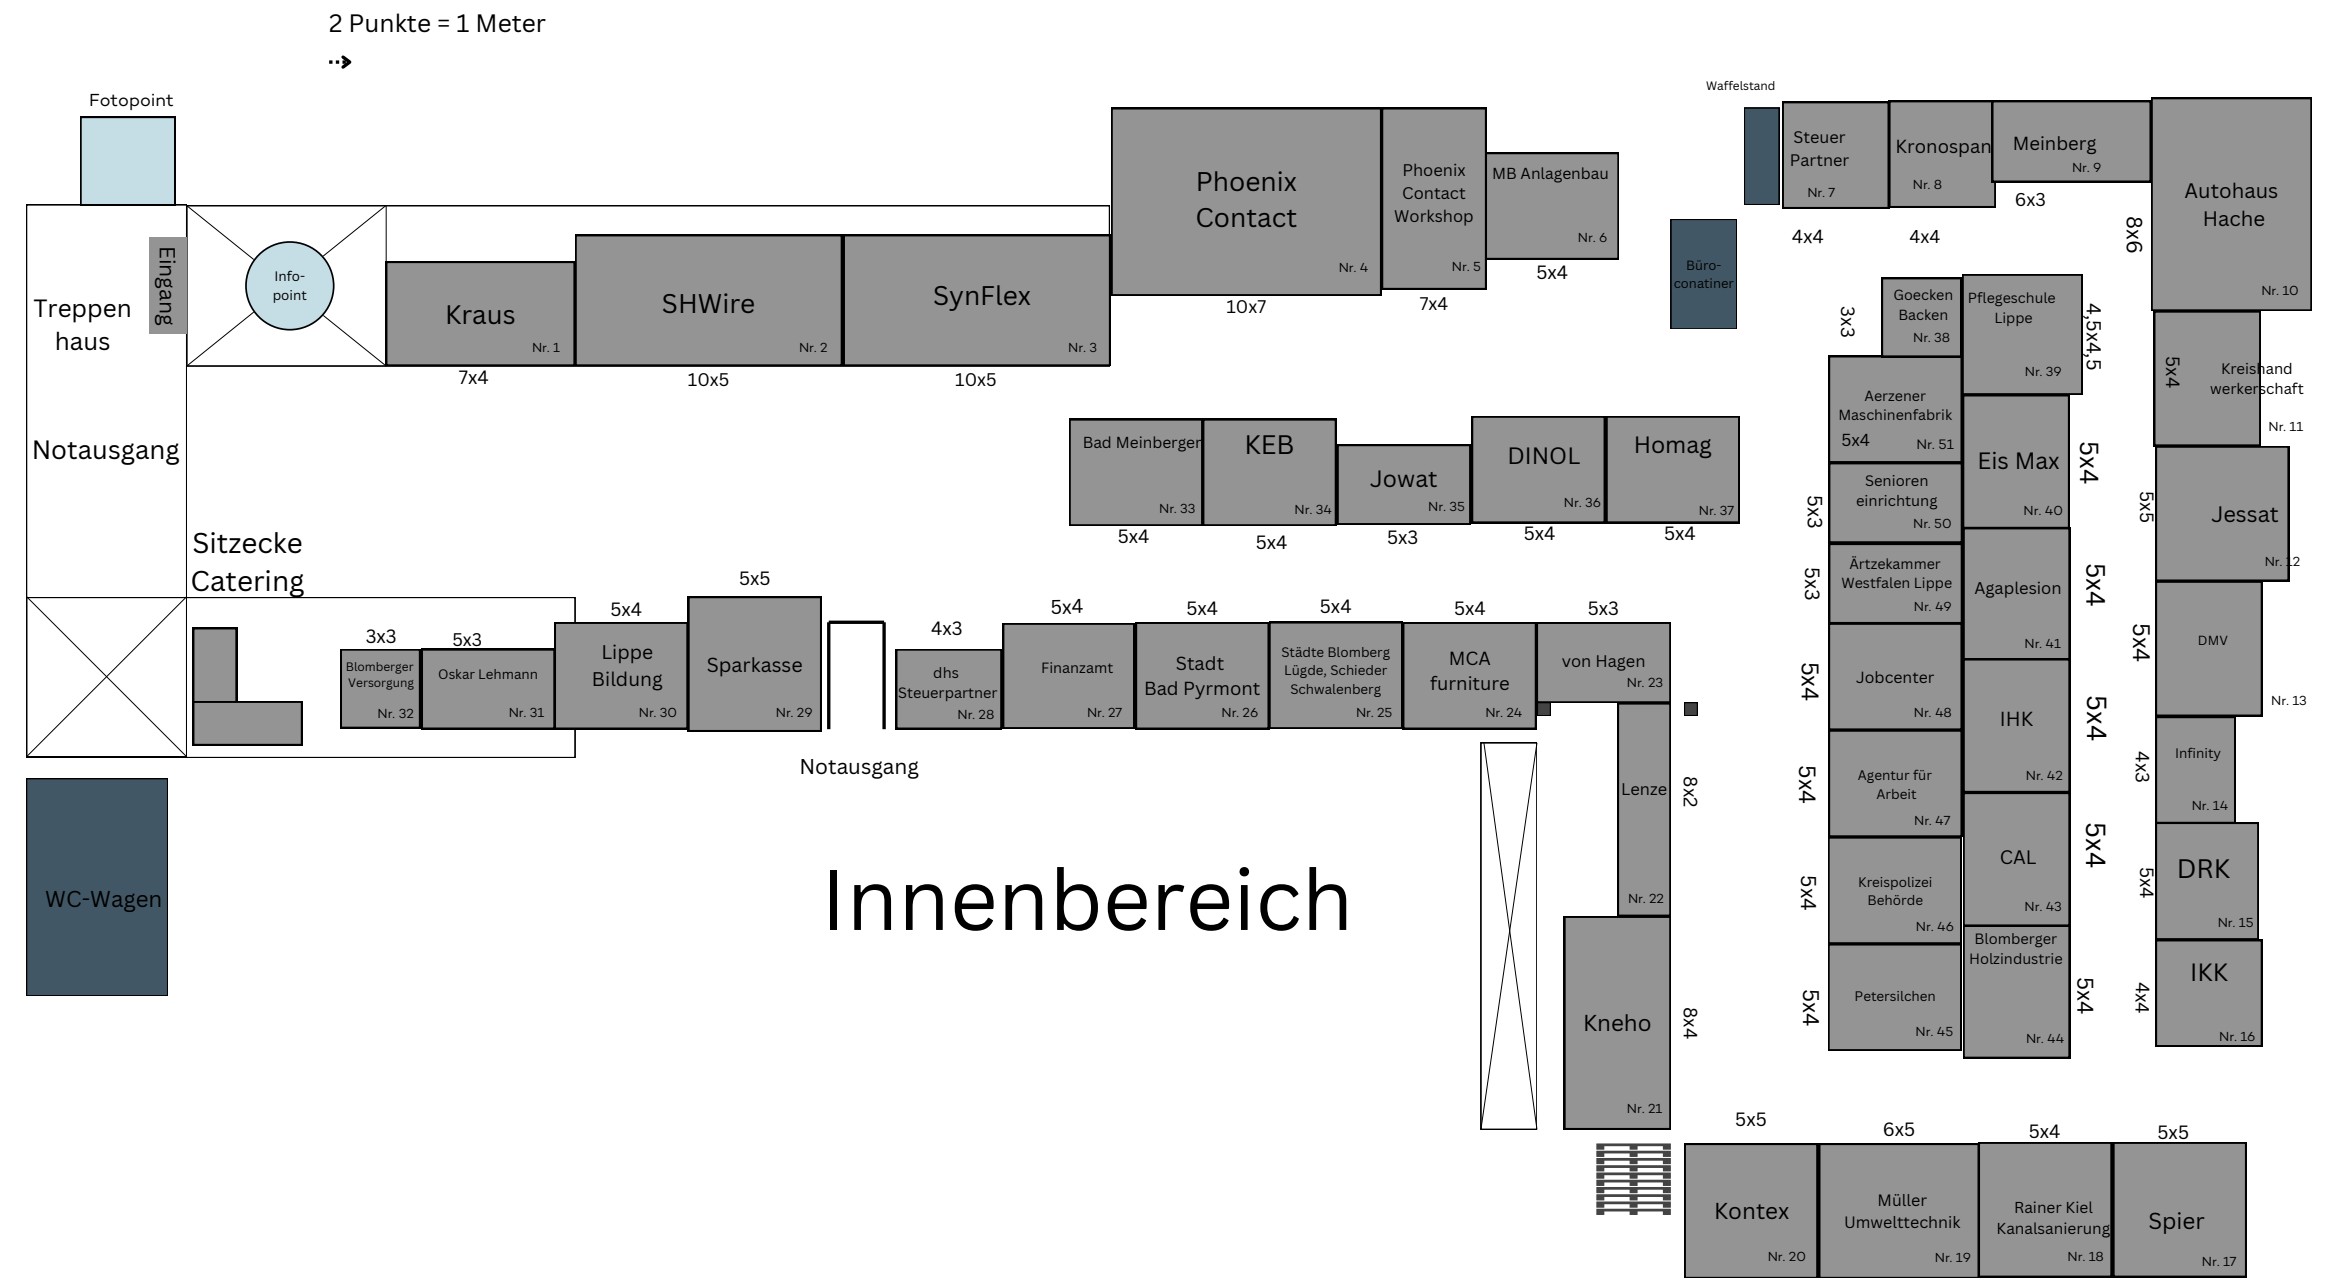 2 Punkte = 1 Meter
Fotopoint
Waffelstand
Eingang
Treppen
haus
Notausgang
Info-
point
Kraus
Nr. 1
7x4
SHWire
Nr. 2
10x5
SynFlex
Nr. 3
10x5
Phoenix
Contact
Nr. 4
10x7
Phoenix
Contact
Workshop
Nr. 5
7x4
MB Anlagenbau
Nr. 6
5x4
Büro-
conatiner
Steuer
Partner
Nr. 7
4x4
Kronospan
Nr. 8
4x4
Meinberg
Nr. 9
6x3
Autohaus
Hache
Nr. 10
8x6
Kreishand
werkerschaft
Nr. 11
5x4
Jessat
Nr. 12
5x5
DMV
Nr. 13
5x4
Infinity
Nr. 14
4x3
DRK
Nr. 15
5x4
IKK
Nr. 16
4x4
Goecken
Backen
Nr. 38
3x3
Pflegeschule
Lippe
Nr. 39
4,5x4,5
Aerzener
Maschinenfabrik
5x4
Nr. 51
Eis Max
Nr. 40
5x4
Senioren
einrichtung
Nr. 50
5x3
Agaplesion
Nr. 41
5x4
Ärtzekammer
Westfalen Lippe
Nr. 49
5x3
Jobcenter
Nr. 48
5x4
IHK
Nr. 42
5x4
Agentur für
Arbeit
Nr. 47
5x4
CAL
Nr. 43
5x4
Kreispolizei
Behörde
Nr. 46
5x4
Blomberger
Holzindustrie
Nr. 44
5x4
Petersilchen
Nr. 45
5x4
Bad Meinberger
Nr. 33
5x4
KEB
Nr. 34
5x4
Jowat
Nr. 35
5x3
DINOL
Nr. 36
5x4
Homag
Nr. 37
5x4
Sitzecke
Catering
3x3
Blomberger
Versorgung
Nr. 32
5x3
Oskar Lehmann
Nr. 31
5x4
Lippe
Bildung
Nr. 30
5x5
Sparkasse
Nr. 29
Notausgang
4x3
dhs
Steuerpartner
Nr. 28
5x4
Finanzamt
Nr. 27
5x4
Stadt
Bad Pyrmont
Nr. 26
5x4
Städte Blomberg
Lügde, Schieder
Schwalenberg
Nr. 25
5x4
MCA
furniture
Nr. 24
5x3
von Hagen
Nr. 23
Lenze
Nr. 22
8x2
Kneho
Nr. 21
8x4
WC-Wagen
Innenbereich
5x5
Kontex
Nr. 20
6x5
Müller
Umwelttechnik
Nr. 19
5x4
Rainer Kiel
Kanalsanierung
Nr. 18
5x5
Spier
Nr. 17